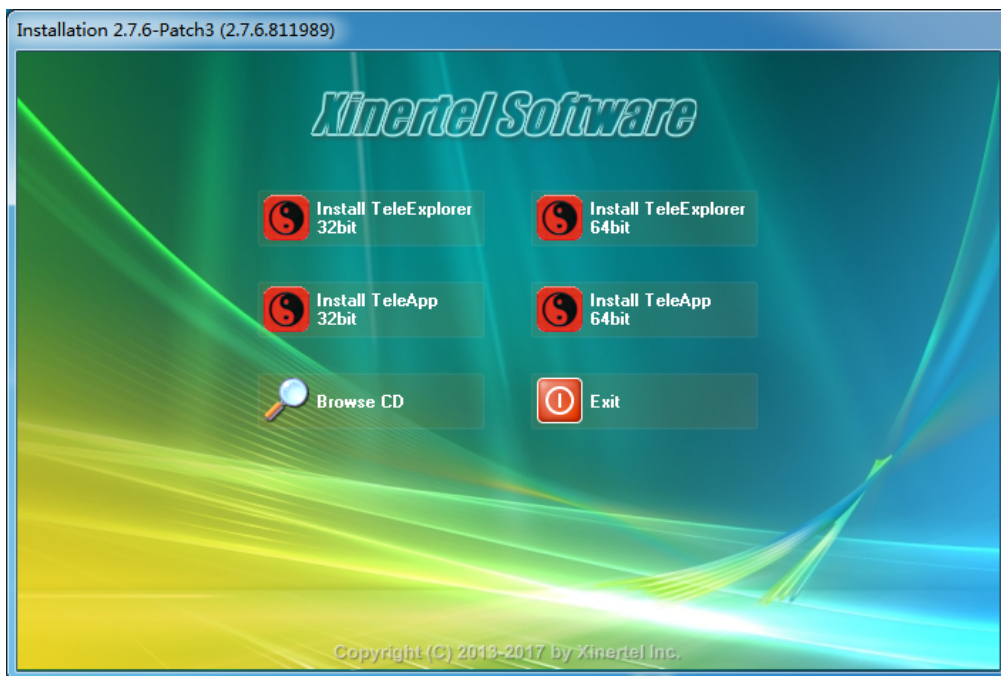 Installation 2.7.6-Patch3 (2.7.6.811989)
Xinertel Software
Install TeleExplorer
32bit
Install TeleExplorer
64bit
Install TeleApp
32bit
Install TeleApp
64bit
Browse CD
Exit
Copyright (C) 2013-2017 by Xinertel Inc.